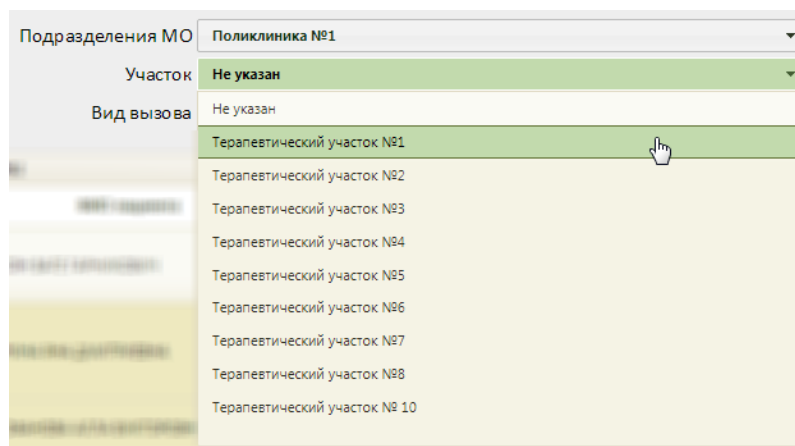 Подразделения МО Поликлиника №1
Участок Не указан
Вид вызова Не указан
Терапевтический участок №1
Терапевтический участок №2
Терапевтический участок №3
Терапевтический участок №4
Терапевтический участок №5
Терапевтический участок №6
Терапевтический участок №7
Терапевтический участок №8
Терапевтический участок № 10